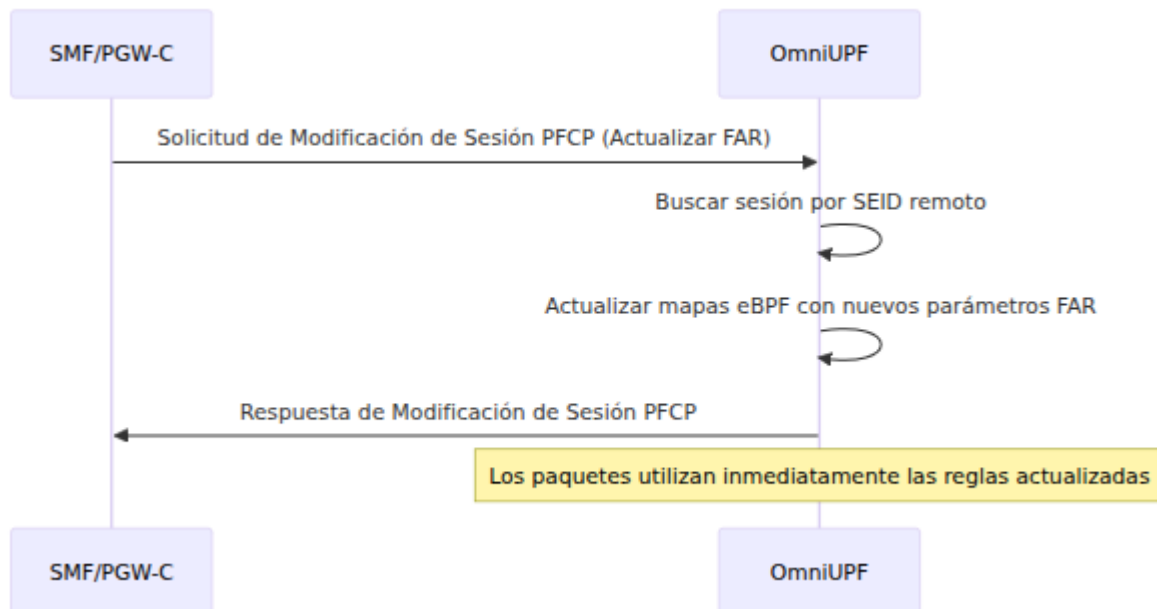 SMF/PGW-C
OmniUPF
Solicitud de Modificación de Sesión PFCP (Actualizar FAR)
Buscar sesión por SEID remoto
Actualizar mapas eBPF con nuevos parámetros FAR
Respuesta de Modificación de Sesión PFCP
Los paquetes utilizan inmediatamente las reglas actualizadas
SMF/PGW-C
OmniUPF